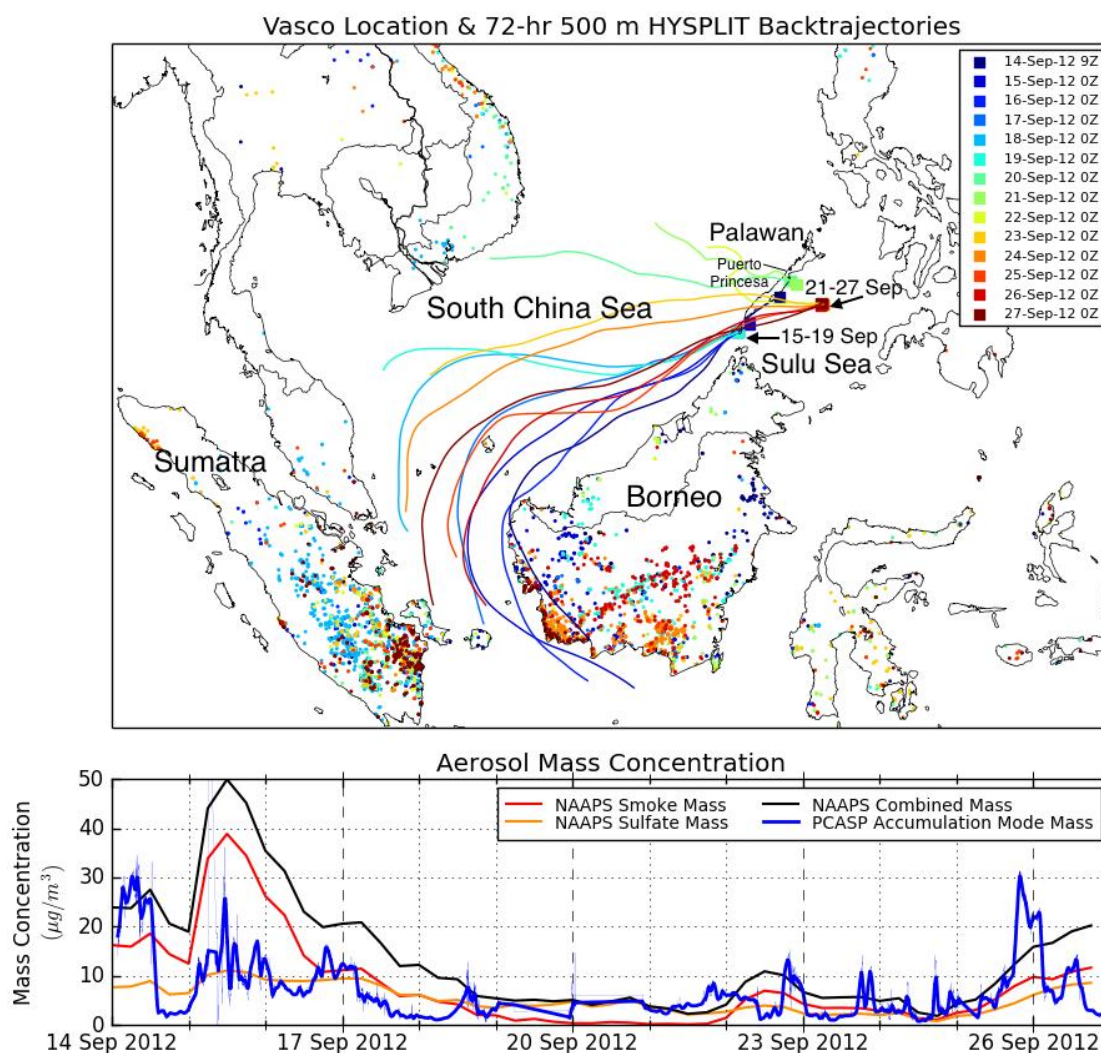 Vasco Location & 72-hr 500 m HYSPLIT Backtrajectories
14-Sep-12 9Z
15-Sep-12 0Z
16-Sep-12 0Z
17-Sep-12 0Z
18-Sep-12 0Z
19-Sep-12 0Z
20-Sep-12 0Z
21-Sep-12 0Z
22-Sep-12 0Z
23-Sep-12 0Z
24-Sep-12 0Z
25-Sep-12 0Z
26-Sep-12 0Z
27-Sep-12 0Z
Palawan
Puerto
Princesa
21-27 Sep
South China Sea
15-19 Sep
Sulu Sea
Sumatra
Borneo
Aerosol Mass Concentration
NAAPS Smoke Mass
NAAPS Sulfate Mass
NAAPS Combined Mass
PCASP Accumulation Mode Mass
Mass Concentration
(μg/m³)
50
40
30
20
10
0
14 Sep 2012
17 Sep 2012
20 Sep 2012
23 Sep 2012
26 Sep 2012